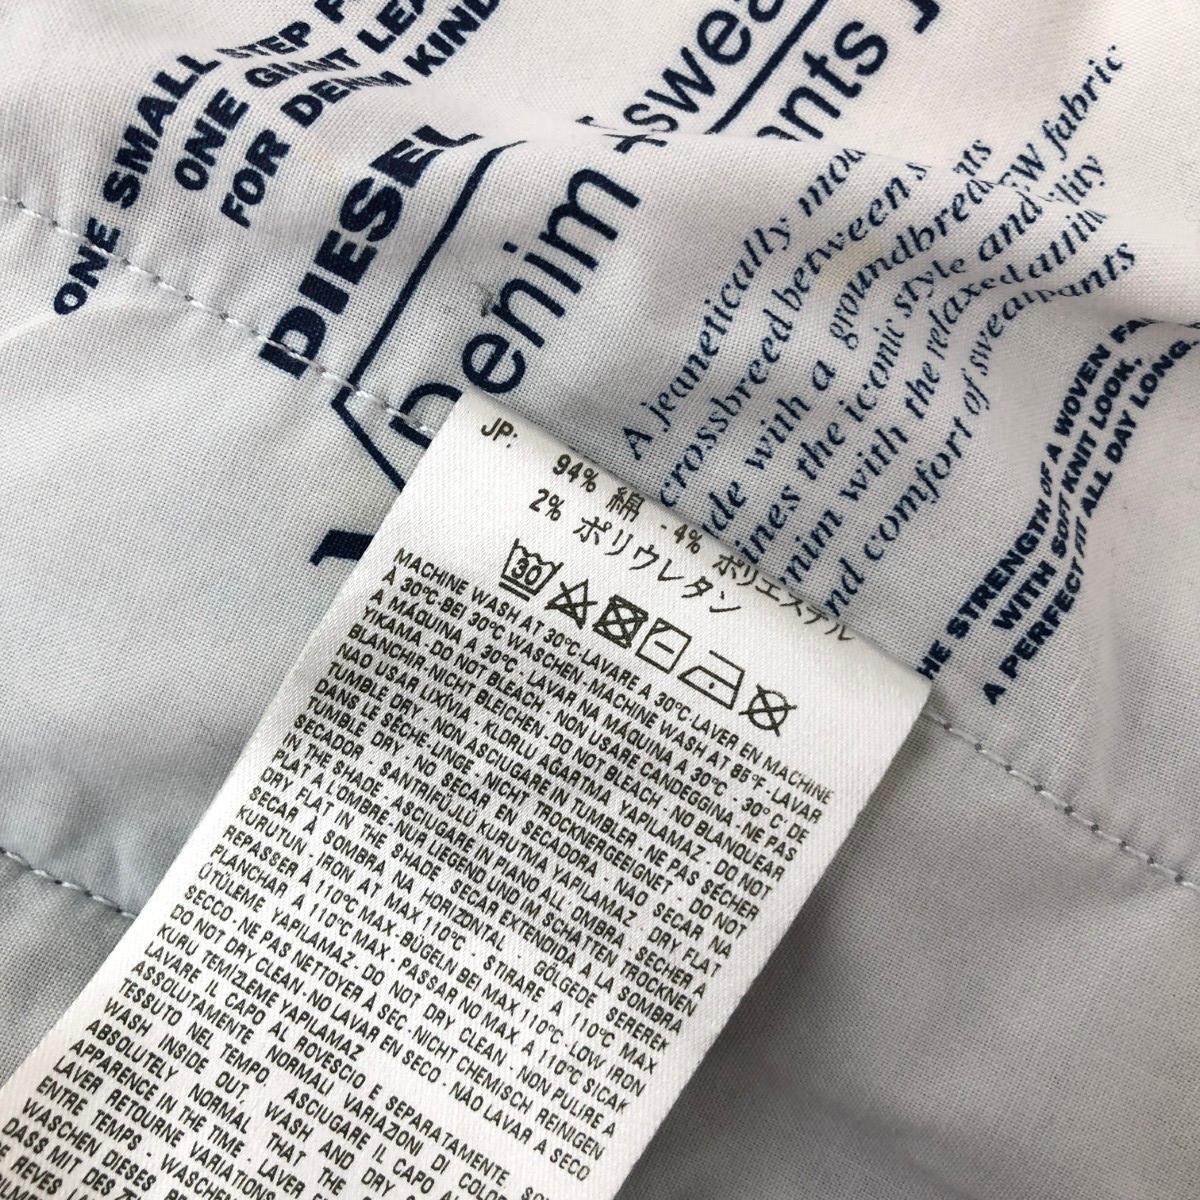 ONE SMALL STEP
ONE GIANT
FOR DENIM KIND
DIESEL
Denim
A jeanetically
crossbreed between
with a groundbreaking
the iconic style and
with the relaxed
and comfort of sweatpants
THE STRENGTH OF A WOVEN
WITH SOFT KNIT LOOK,
A PERFECT FIT ALL DAY LONG.
JP:
94% 綿 - 4% ポリエステル
2% ポリウレタン
30
MACHINE WASH AT 30°C-LAVARE A 30°C-LAVER EN MACHINE
À 30°C-BEI 30°C WASCHEN-MACHINE WASH AT 85°F-LAVAR
A MÁQUINA A 30°C - LAVAR NA MÁQUINA A 30°C - 30° C' DE
YIKAMA - DO NOT BLEACH - NON USARE CANDEGGINA - NE PAS
BLANCHIR-NICHT BLEICHEN-DO NOT BLEACH - NO BLANQUEAR
NAO USAR LIXÍVIA - KLORLU AĞARTMA YAPILAMAZ - DO NOT
TUMBLE DRY - NON ASCIUGARE IN TUMBLER - NE PAS SÉCHER
DANS LE SÈCHE-LINGE - NICHT TROCKNERGEEIGNET - DO NOT
TUMBLE DRY - NO SECAR EN SECADORA - NAO SECAR NA
SECADOR - SANTRIFÜJLÜ KURUTMA YAPILAMAZ - DRY FLAT
IN THE SHADE - ASCIUGARE IN PIANO ALL'OMBRA - SÉCHER À
PLAT À L'OMBRE - NUR LIEGEND UND IM SCHATTEN TROCKNEN
DRY FLAT IN THE SHADE - SECAR EXTENDIDA A LA SOMBRA
SECAR À SOMBRA NA HORIZONTAL - GÖLGEDE SEREREK
KURUTUN - IRON AT MAX 110°C - STIRARE A 110°C MAX
REPASSER À 110°C MAX - BÜGELN BEI MAX 110°C - LOW IRON
PLANCHAR A 110°C MAX - PASSAR NO MAX A 110°C SICAK
ÜTÜLEME YAPILAMAZ - DO NOT DRY CLEAN - NON PULIRE A
SECCO - NE PAS NETTOYER À SEC - NICHT CHEMISCH REINIGEN
DO NOT DRY CLEAN - NO LAVAR EN SECO - NÃO LAVAR A SECO
KURU TEMİZLEME YAPILAMAZ
LAVARE IL CAPO AL ROVESCIO E SEPARATAMENTE,
ASSOLUTAMENTE NORMALI VARIAZIONI DI
TESSUTO NEL TEMPO. ASCIUGARE IL CAPO
WASH INSIDE OUT. WASH AND DRY
ABSOLUTELY NORMAL THAT THE
APPARENCE IN THE TIME. LAVER
LAVER RETOURNE VARIATIONS
ENTRE TEMPS - WASCHEN
WASCHEN DIESES
DASS MIT DES